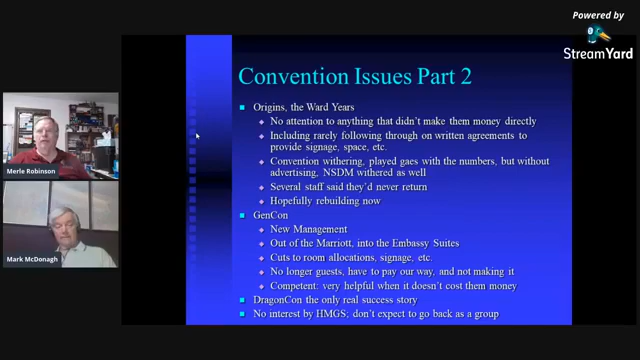 Powered by
StreamYard
Convention Issues Part 2
Origins, the Ward Years
No attention to anything that didn't make them money directly
Including rarely following through on written agreements to
provide signage, space, etc.
Convention withering, played gaes with the numbers, but without
advertising, NSDM withered as well
Several staff said they'd never return
Hopefully rebuilding now
GenCon
New Management
Out of the Marriott, into the Embassy Suites
Cuts to room allocations, signage, etc.
No longer guests, have to pay our way, and not making it
Competent: very helpful when it doesn't cost them money
DragonCon the only real success story
No interest by HMGS; don't expect to go back as a group
Merle Robinson
Mark McDonagh